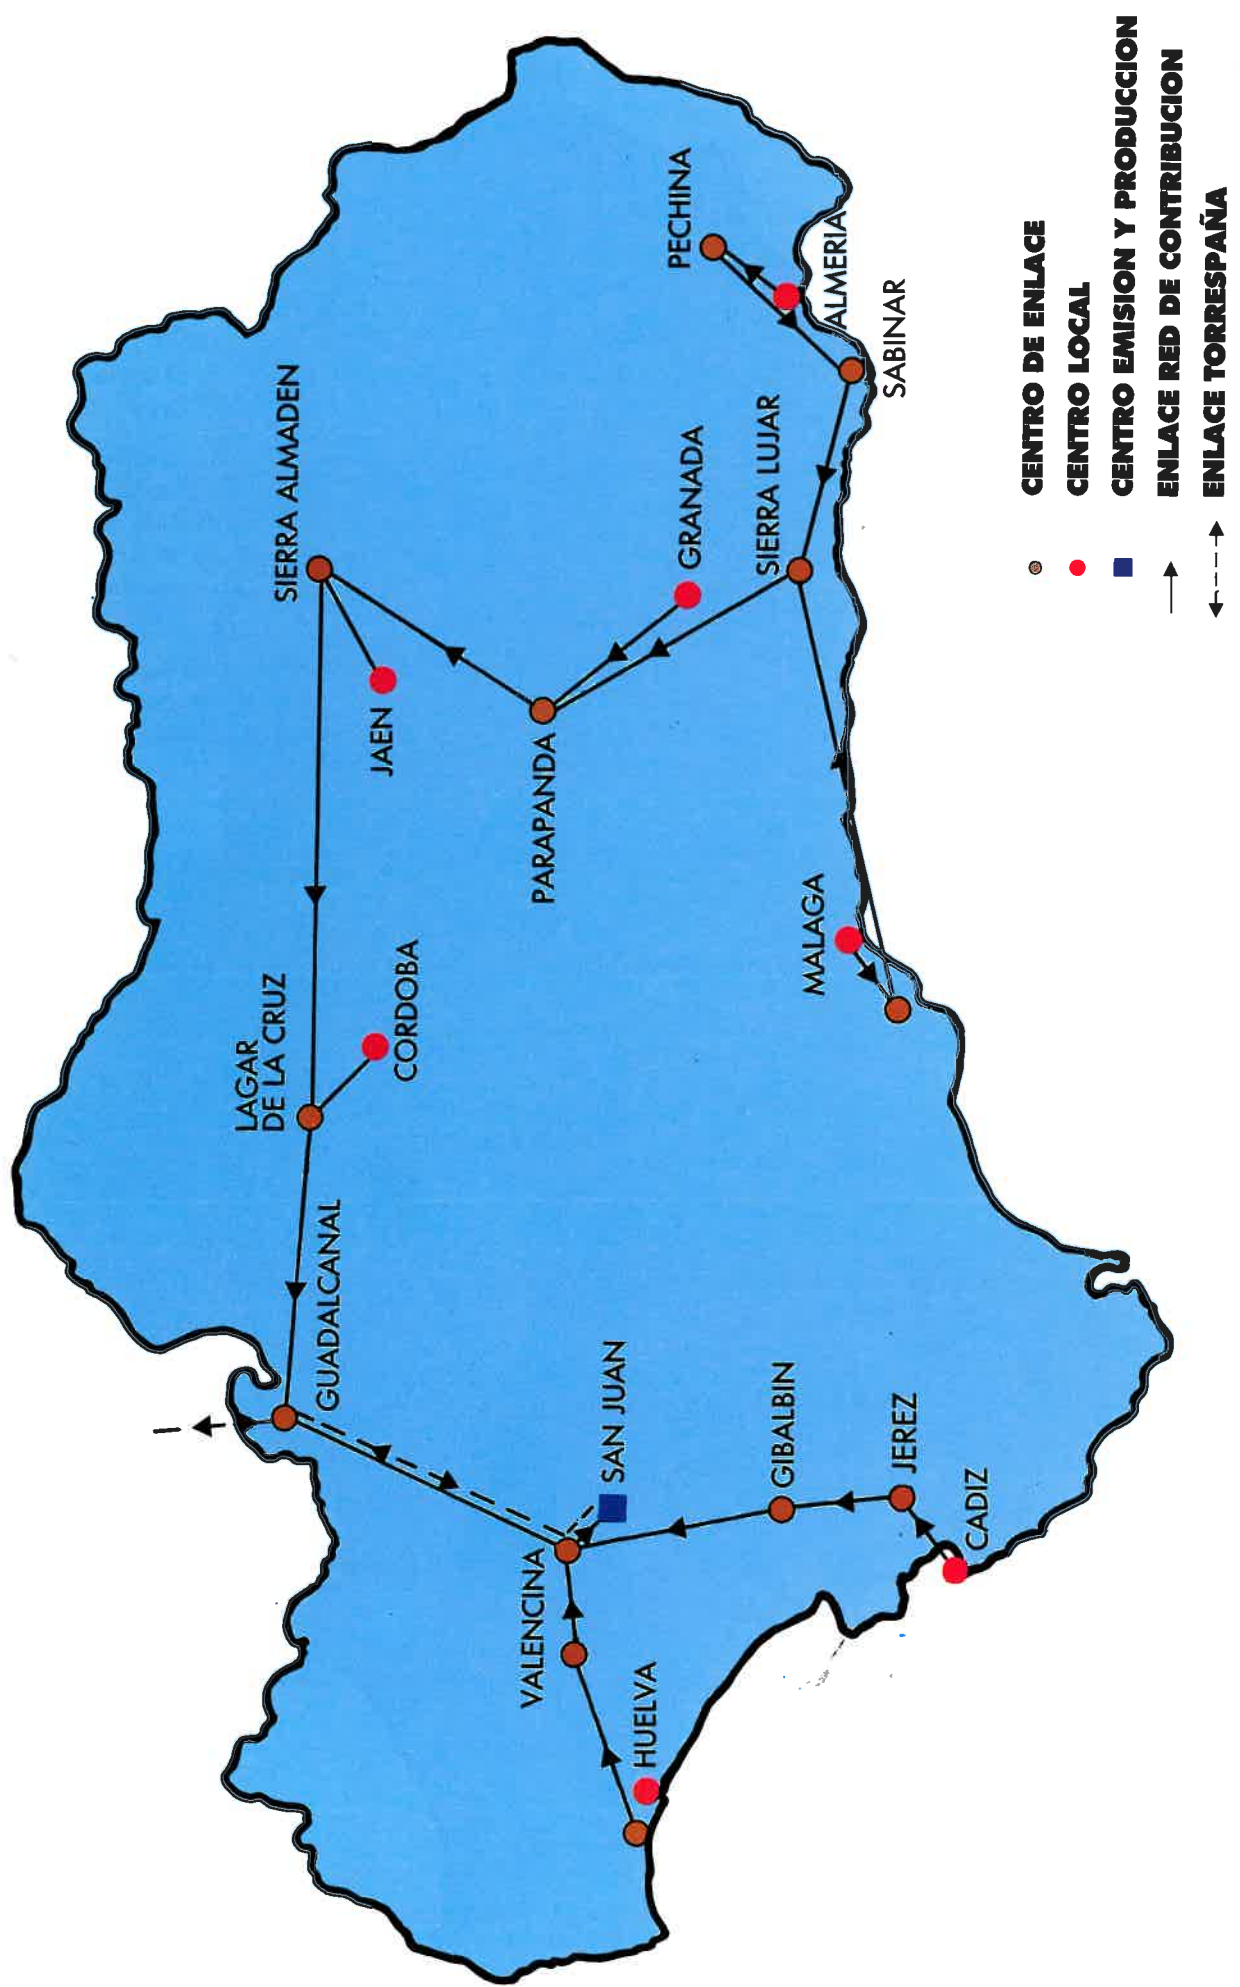 SIERRA ALMADEN
PECHINA
ALMERIA
SABINAR
GRANADA
SIERRA LUJAR
JAEN
PARAPANDA
MALAGA
LAGAR
DE LA CRUZ
CORDOBA
GUADALCANAL
SAN JUAN
GIBALBIN
JEREZ
CADIZ
VALENCINA
HUELVA
CENTRO DE ENLACE
CENTRO LOCAL
CENTRO EMISION Y PRODUCCION
ENLACE RED DE CONTRIBUCION
ENLACE TORRESPAÑA